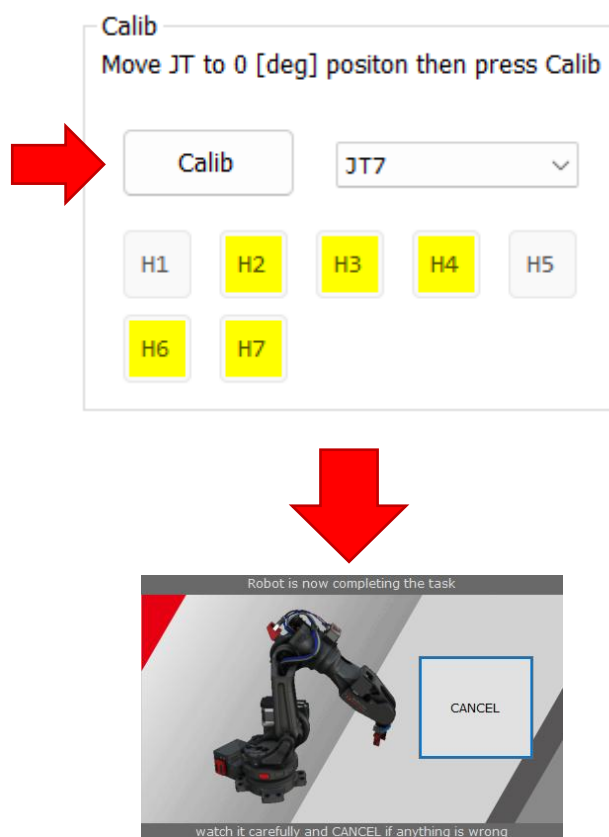 Calib
Move JT to 0 [deg] positon then press Calib
Calib
JT7
H1 H2 H3 H4 H5
H6 H7
Robot is now completing the task
CANCEL
watch it carefully and CANCEL if anything is wrong